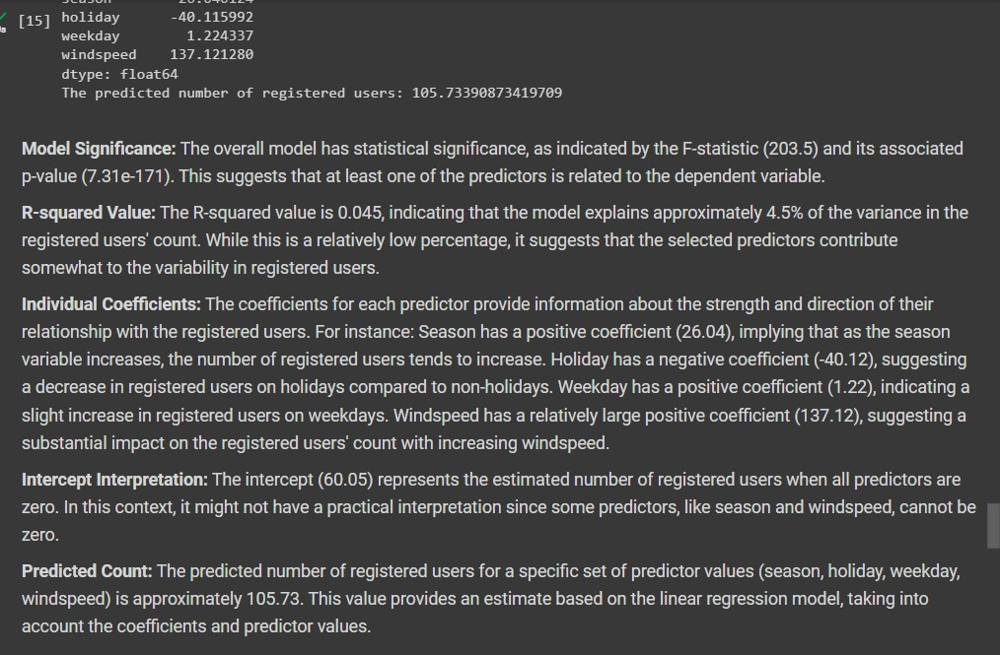 [15] holiday -40.115992
weekday 1.224337
windspeed 137.121280
dtype: float64
The predicted number of registered users: 105.73390873419709
Model Significance: The overall model has statistical significance, as indicated by the F-statistic (203.5) and its associated
p-value (7.31e-171). This suggests that at least one of the predictors is related to the dependent variable.
R-squared Value: The R-squared value is 0.045, indicating that the model explains approximately 4.5% of the variance in the
registered users' count. While this is a relatively low percentage, it suggests that the selected predictors contribute
somewhat to the variability in registered users.
Individual Coefficients: The coefficients for each predictor provide information about the strength and direction of their
relationship with the registered users. For instance: Season has a positive coefficient (26.04), implying that as the season
variable increases, the number of registered users tends to increase. Holiday has a negative coefficient (-40.12), suggesting
a decrease in registered users on holidays compared to non-holidays. Weekday has a positive coefficient (1.22), indicating a
slight increase in registered users on weekdays. Windspeed has a relatively large positive coefficient (137.12), suggesting a
substantial impact on the registered users' count with increasing windspeed.
Intercept Interpretation: The intercept (60.05) represents the estimated number of registered users when all predictors are
zero. In this context, it might not have a practical interpretation since some predictors, like season and windspeed, cannot be
zero.
Predicted Count: The predicted number of registered users for a specific set of predictor values (season, holiday, weekday,
windspeed) is approximately 105.73. This value provides an estimate based on the linear regression model, taking into
account the coefficients and predictor values.